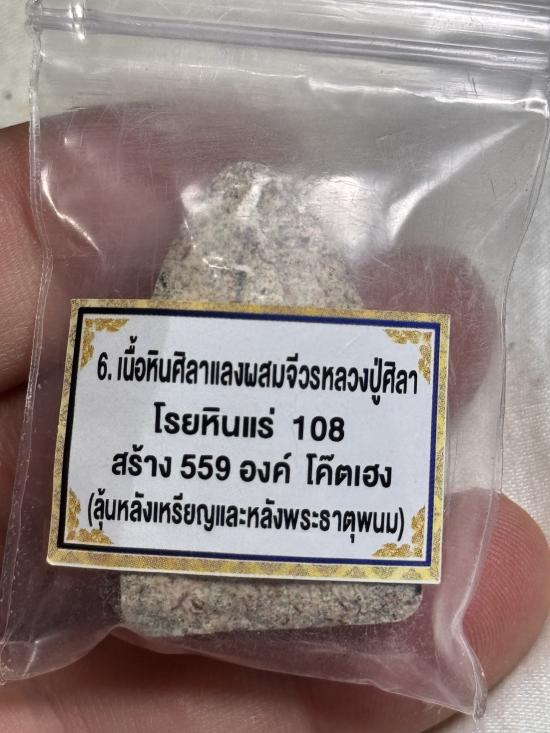 6. เนื้อหินศิลาแลงผสมจีวรหลวงปู่ศิลา
โรยหินแร่ 108
สร้าง 559 องค์ โค๊ตเฮง
(ลุ้นหลังเหรียญและหลังพระธาตุพนม)